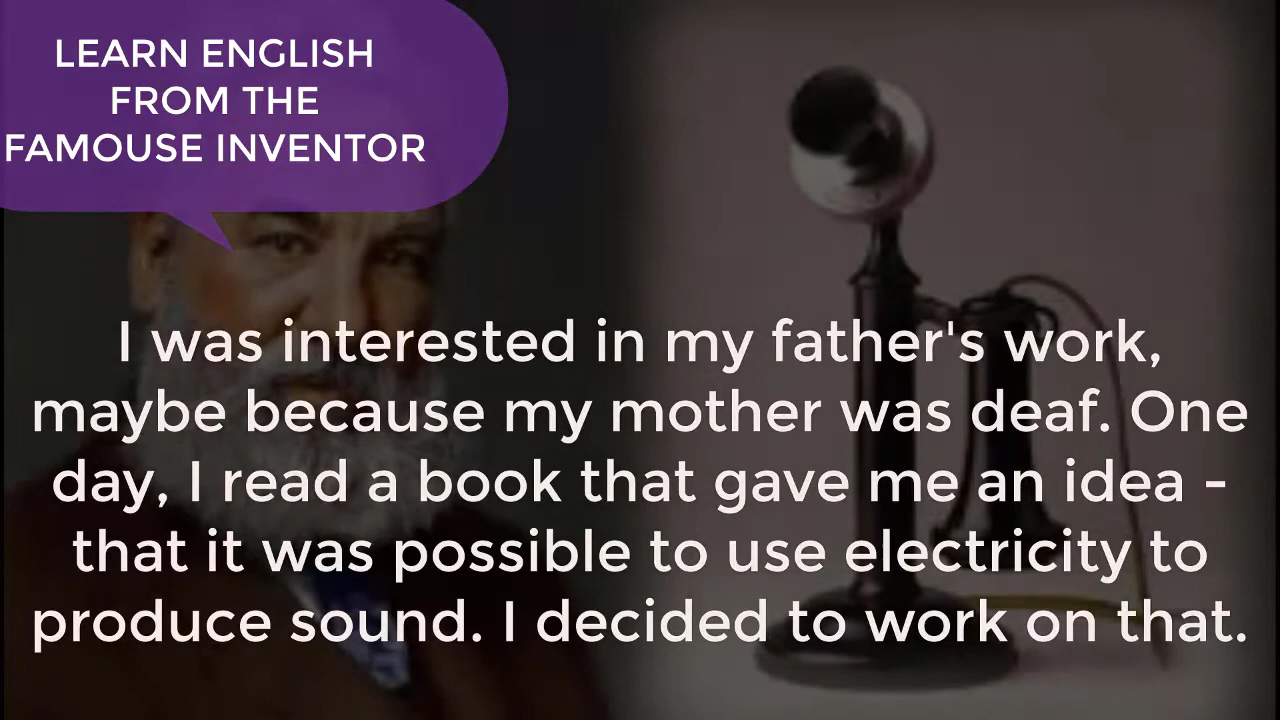 LEARN ENGLISH
FROM THE
FAMOUSE INVENTOR
I was interested in my father's work,
maybe because my mother was deaf. One
day, I read a book that gave me an idea -
that it was possible to use electricity to
produce sound. I decided to work on that.